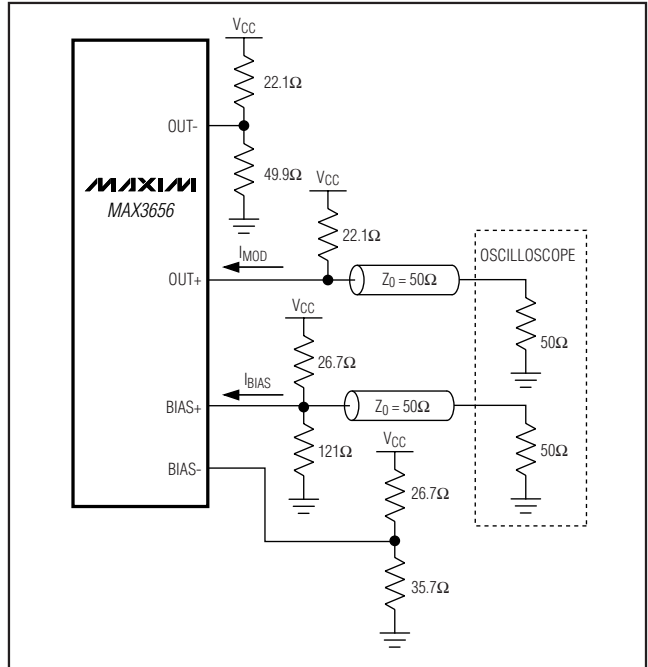 VCC
22.1Ω
OUT-
49.9Ω
MAXIM
MAX3656
VCC
22.1Ω
OSCILLOSCOPE
IMOD
OUT+
Z0 = 50Ω
50Ω
VCC
26.7Ω
IBIAS
BIAS+
Z0 = 50Ω
50Ω
121Ω
VCC
BIAS-
26.7Ω
35.7Ω